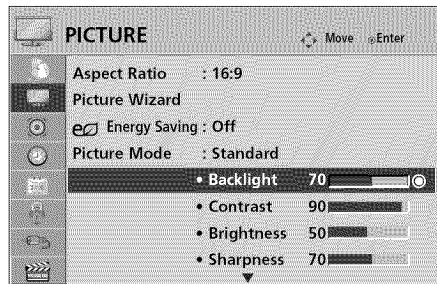 PICTURE
Move Enter
Aspect Ratio : 16:9
Picture Wizard
Energy Saving : Off
Picture Mode : Standard
• Backlight 70
• Contrast 90
• Brightness 50
• Sharpness 70